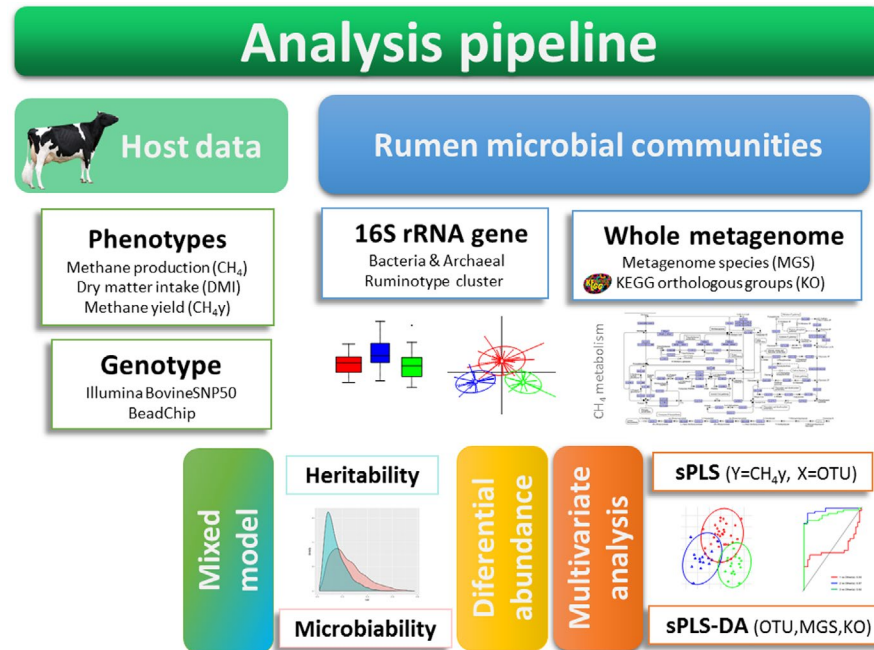 Analysis pipeline
Host data
Rumen microbial communities
Phenotypes
Methane production (CH₄)
Dry matter intake (DMI)
Methane yield (CH₄y)
16S rRNA gene
Bacteria & Archaeal
Ruminotype cluster
Whole metagenome
Metagenome species (MGS)
KEGG
KEGG orthologous groups (KO)
Genotype
Illumina BovineSNP50
BeadChip
CH₄ metabolism
Mixed
model
Heritability
Microbiability
Diferential
abundance
Multivariate
analysis
sPLS (Y=CH₄y, X=OTU)
sPLS-DA (OTU,MGS,KO)